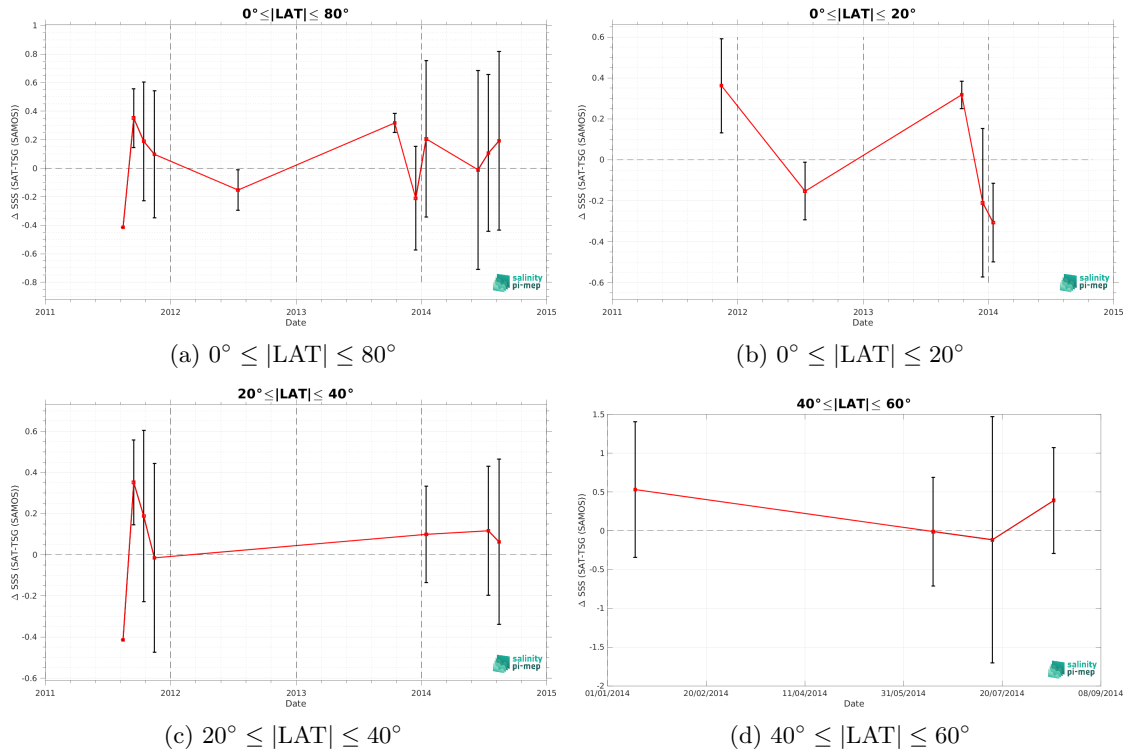 0°≤|LAT|≤ 80°
1
0.8
0.6
0.4
0.2
0
-0.2
-0.4
-0.6
-0.8
Δ SSS (SAT-TSG (SAMOS))
2011 2012 2013 2014 2015
Date
salinity
pi-mep
(a) 0° ≤ |LAT| ≤ 80°
0°≤|LAT|≤ 20°
0.6
0.4
0.2
0
-0.2
-0.4
-0.6
Δ SSS (SAT-TSG (SAMOS))
2011 2012 2013 2014 2015
Date
salinity
pi-mep
(b) 0° ≤ |LAT| ≤ 20°
20°≤|LAT|≤ 40°
0.6
0.4
0.2
0
-0.2
-0.4
-0.6
Δ SSS (SAT-TSG (SAMOS))
2011 2012 2013 2014 2015
Date
salinity
pi-mep
(c) 20° ≤ |LAT| ≤ 40°
40°≤|LAT|≤ 60°
1.5
1
0.5
0
-0.5
-1
-1.5
-2
Δ SSS (SAT-TSG (SAMOS))
01/01/2014 20/02/2014 11/04/2014 31/05/2014 20/07/2014 08/09/2014
Date
salinity
pi-mep
(d) 40° ≤ |LAT| ≤ 60°